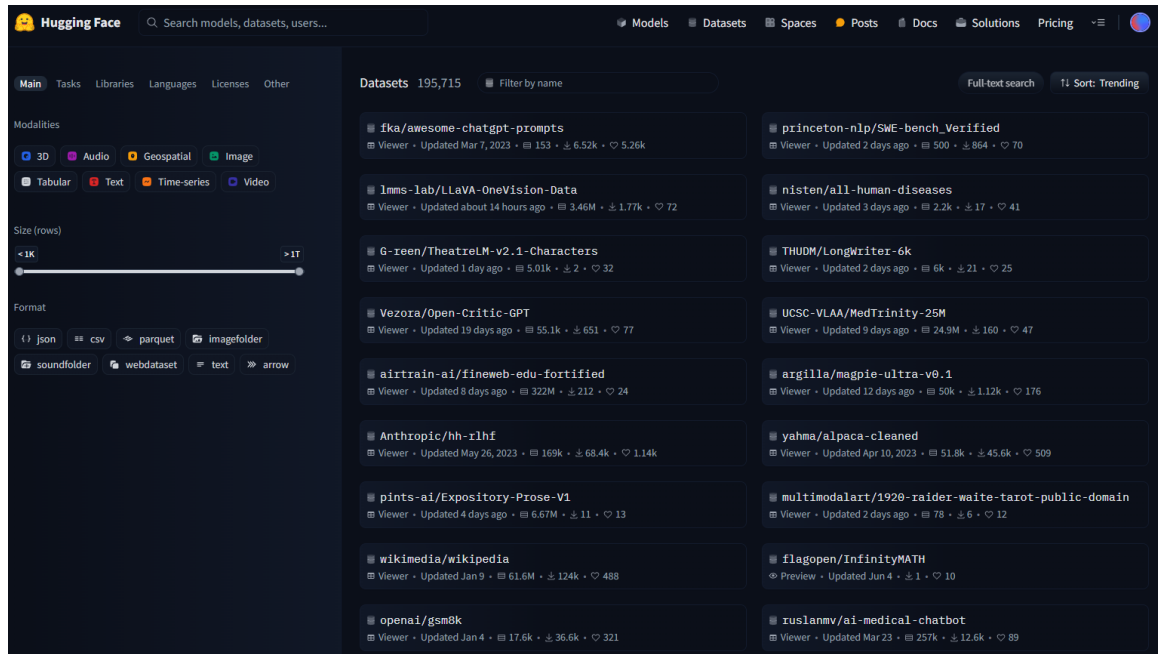 Hugging Face Search models, datasets, users... Models Datasets Spaces Posts Docs Solutions Pricing
Main Tasks Libraries Languages Licenses Other
Modalities
3D Audio Geospatial Image
Tabular Text Time-series Video
Size (rows)
<1K >1T
Format
json csv parquet imagefolder
soundfolder webdataset text arrow
Datasets 195,715 Filter by name Full-text search Sort: Trending
fka/awesome-chatgpt-prompts
Viewer • Updated Mar 7, 2023 • 153 • 6.52k • 5.26k
princeton-nlp/SWE-bench_Verified
Viewer • Updated 2 days ago • 500 • 864 • 70
lmms-lab/LLaVA-OneVision-Data
Viewer • Updated about 14 hours ago • 3.46M • 1.77k • 72
nisten/all-human-diseases
Viewer • Updated 3 days ago • 2.2k • 17 • 41
G-reen/TheatreLM-v2.1-Characters
Viewer • Updated 1 day ago • 5.01k • 2 • 32
THUDM/LongWriter-6k
Viewer • Updated 2 days ago • 6k • 21 • 25
Vezora/Open-Critic-GPT
Viewer • Updated 19 days ago • 55.1k • 651 • 77
UCSC-VLAA/MedTrinity-25M
Viewer • Updated 9 days ago • 24.9M • 160 • 47
airtrain-ai/fineweb-edu-fortified
Viewer • Updated 8 days ago • 322M • 212 • 24
argilla/magpie-ultra-v0.1
Viewer • Updated 12 days ago • 50k • 1.12k • 176
Anthropic/hh-rlhf
Viewer • Updated May 26, 2023 • 169k • 68.4k • 1.14k
yahma/alpaca-cleaned
Viewer • Updated Apr 10, 2023 • 51.8k • 45.6k • 509
pints-ai/Expository-Prose-V1
Viewer • Updated 4 days ago • 6.67M • 11 • 13
multimodalart/1920-raider-waite-tarot-public-domain
Viewer • Updated 2 days ago • 78 • 6 • 12
wikimedia/wikipedia
Viewer • Updated Jan 9 • 61.6M • 124k • 488
flagopen/InfinityMATH
Preview • Updated Jun 4 • 1 • 10
openai/gsm8k
Viewer • Updated Jan 4 • 17.6k • 36.6k • 321
ruslanmv/ai-medical-chatbot
Viewer • Updated Mar 23 • 257k • 12.6k • 89